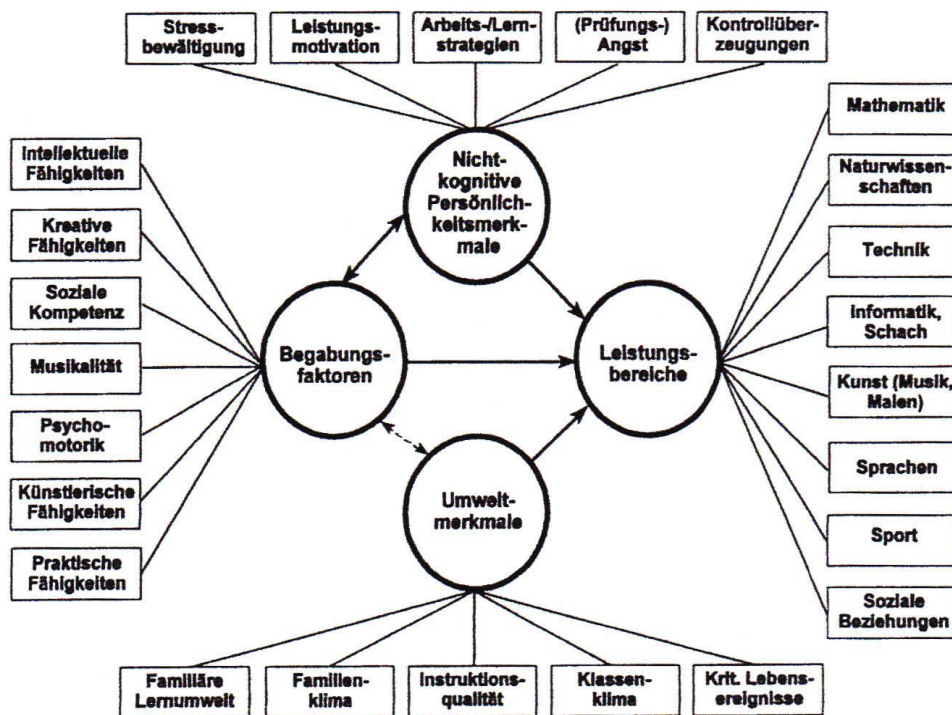 Stress-
bewältigung
Leistungs-
motivation
Arbeits-/Lern-
strategien
(Prüfungs-)
Angst
Kontrollüber-
zeugungen
Intellektuelle
Fähigkeiten
Kreative
Fähigkeiten
Soziale
Kompetenz
Musikalität
Psycho-
motorik
Künstlerische
Fähigkeiten
Praktische
Fähigkeiten
Nicht-
kognitive
Persönlich-
keitsmerk-
male
Begabungs-
faktoren
Leistungs-
bereiche
Umwelt-
merkmale
Mathematik
Naturwissen-
schaften
Technik
Informatik,
Schach
Kunst (Musik,
Malen)
Sprachen
Sport
Soziale
Beziehungen
Familiäre
Lernumwelt
Familien-
klima
Instruktions-
qualität
Klassen-
klima
Krit. Lebens-
ereignisse